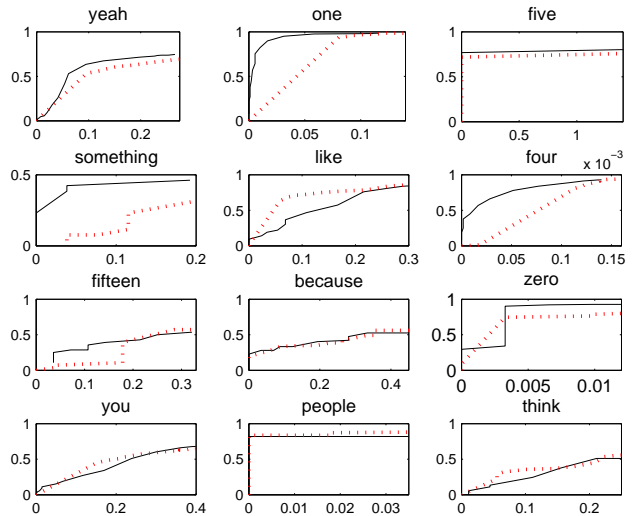 yeah one five
1 1 1
0.5 0.5 0.5
0 0 0
0 0.1 0.2 0 0.05 0.1 0 0.5 1
x 10⁻³
something like four
0.5 1 1
0.5 0.5
0 0 0
0 0.1 0.2 0 0.1 0.2 0.3 0 0.05 0.1 0.15
fifteen because zero
1 1 1
0.5 0.5 0.5
0 0 0
0 0.1 0.2 0.3 0 0.2 0.4 0 0.005 0.01
you people think
1 1 1
0.5 0.5 0.5
0 0 0
0 0.2 0.4 0 0.01 0.02 0.03 0 0.1 0.2